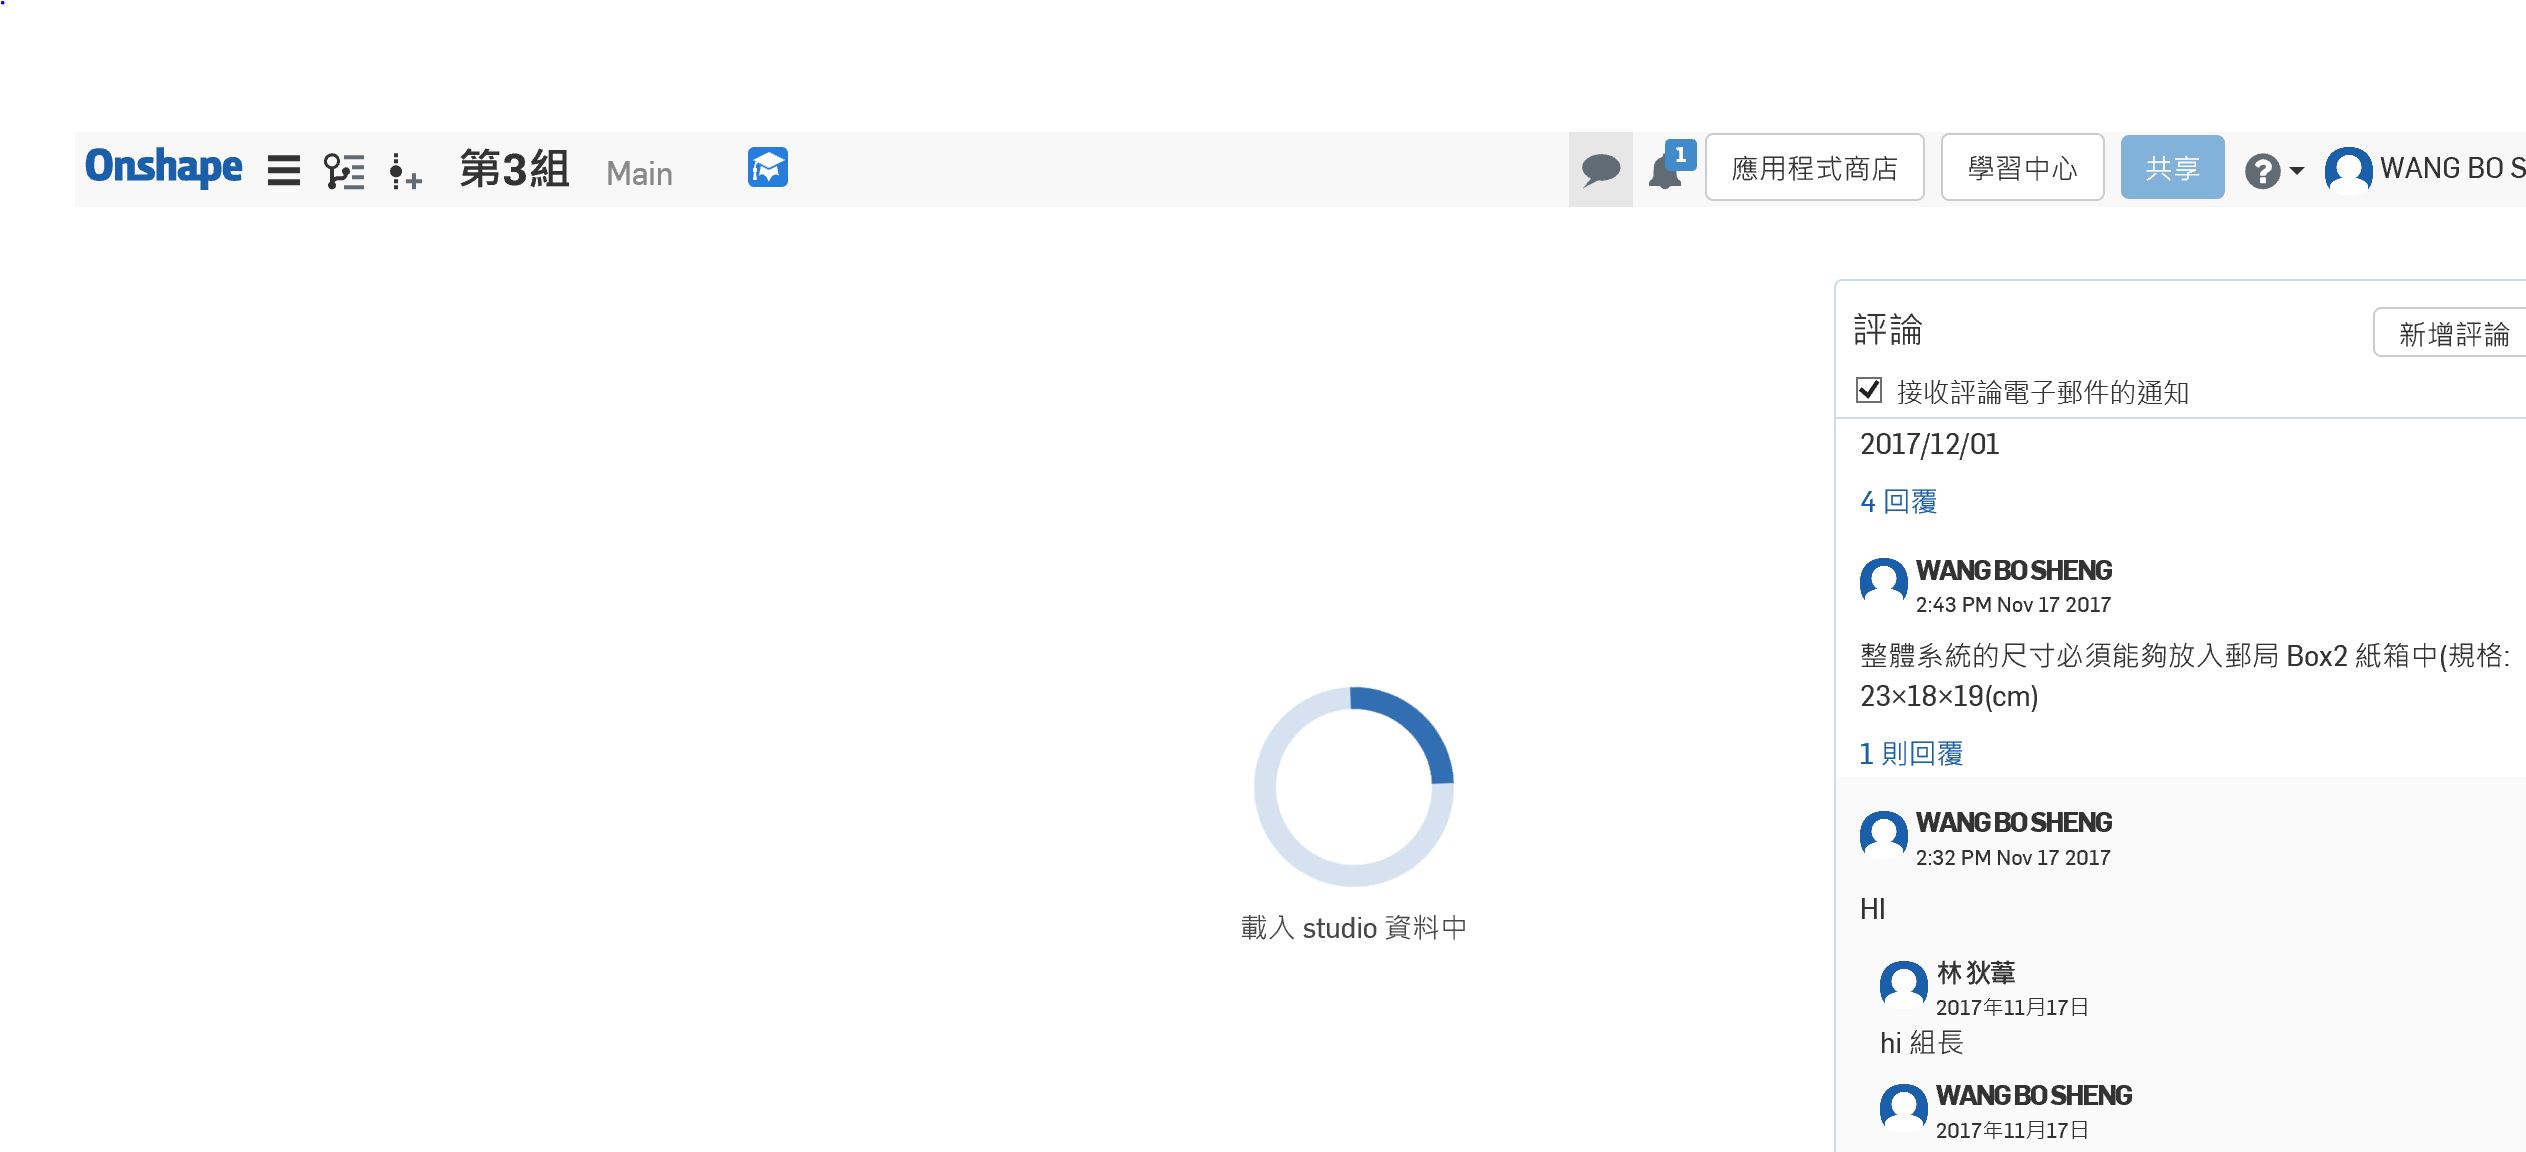 Onshape 第3組 Main 1 應用程式商店 學習中心 共享 WANG BO S
評論 新增評論
接收評論電子郵件的通知
2017/12/01
4 回覆
WANG BO SHENG
2:43 PM Nov 17 2017
整體系統的尺寸必須能夠放入郵局 Box2 紙箱中(規格:
23×18×19(cm)
1 則回覆
WANG BO SHENG
2:32 PM Nov 17 2017
HI
林 狄葦
2017年11月17日
hi 組長
WANG BO SHENG
2017年11月17日
載入 studio 資料中